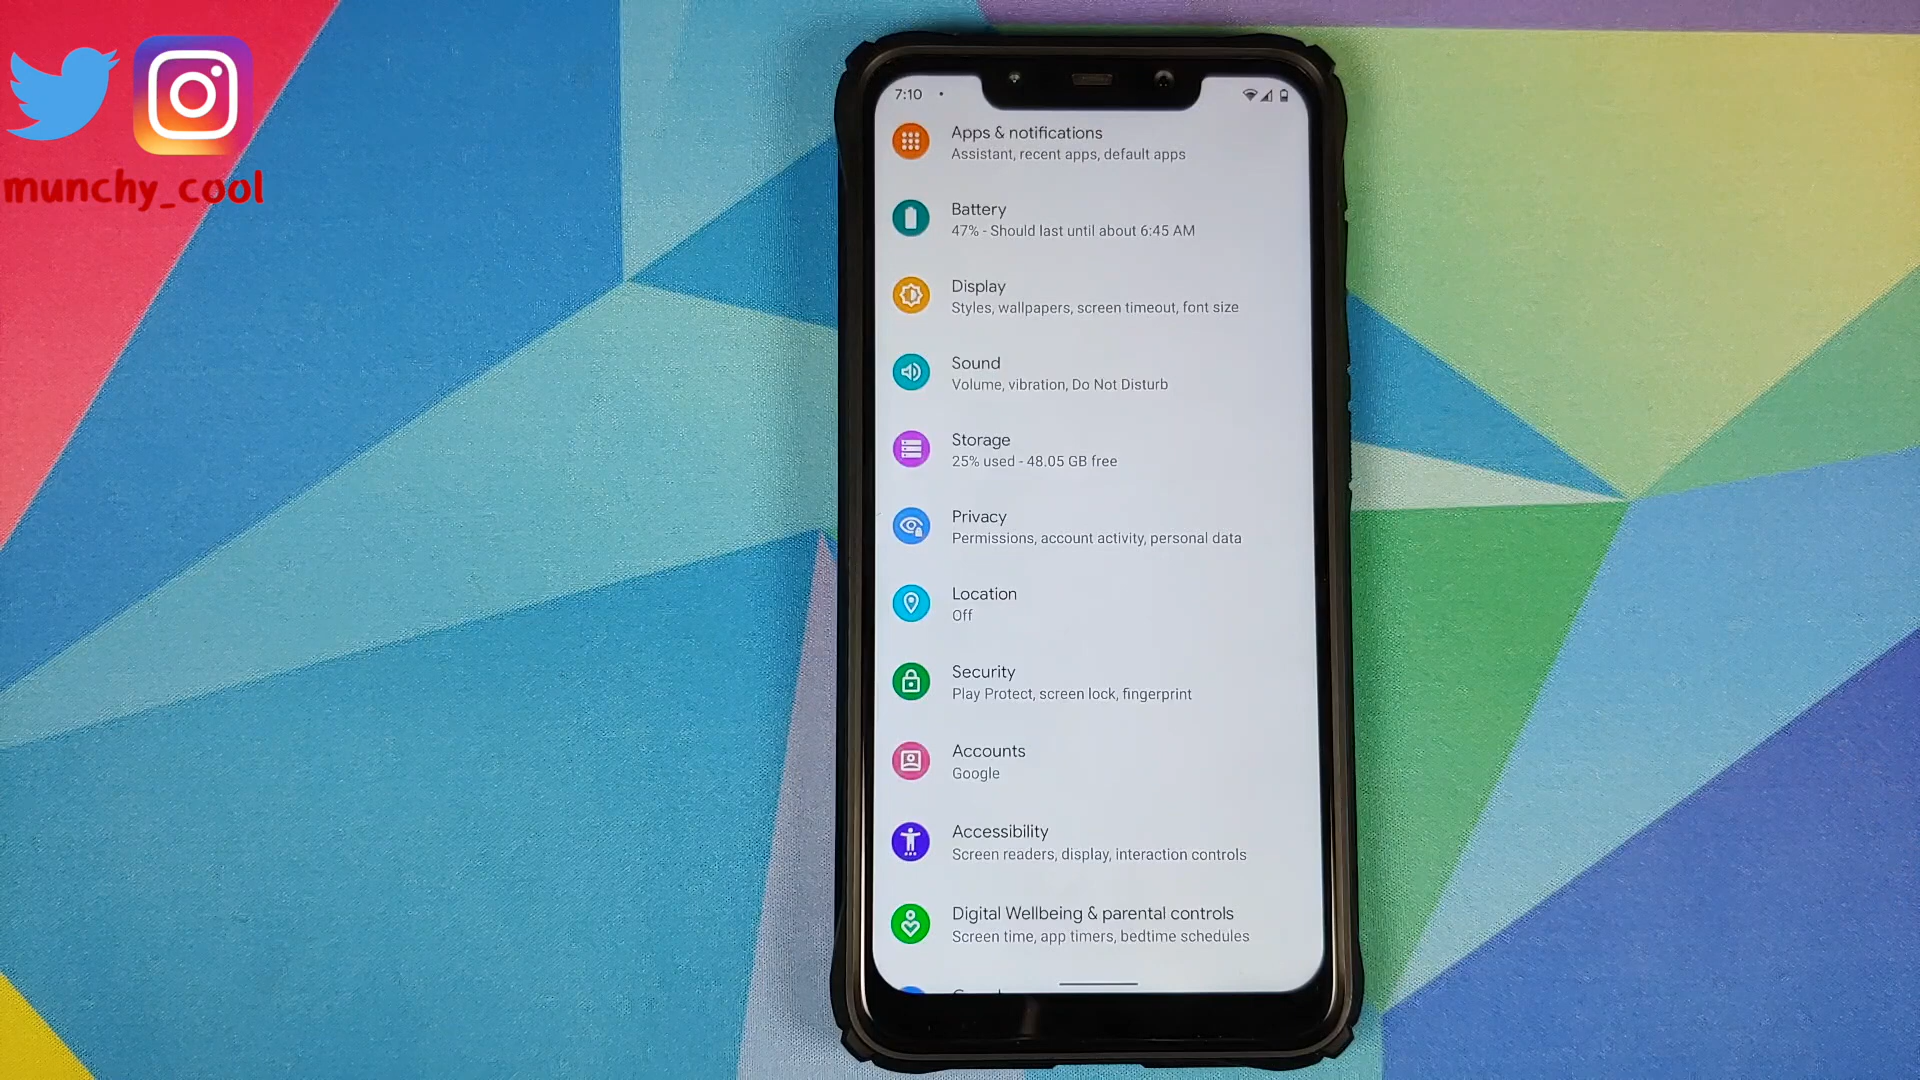 munchy_cool
7:10
Apps & notifications
Assistant, recent apps, default apps
Battery
47% - Should last until about 6:45 AM
Display
Styles, wallpapers, screen timeout, font size
Sound
Volume, vibration, Do Not Disturb
Storage
25% used - 48.05 GB free
Privacy
Permissions, account activity, personal data
Location
Off
Security
Play Protect, screen lock, fingerprint
Accounts
Google
Accessibility
Screen readers, display, interaction controls
Digital Wellbeing & parental controls
Screen time, app timers, bedtime schedules